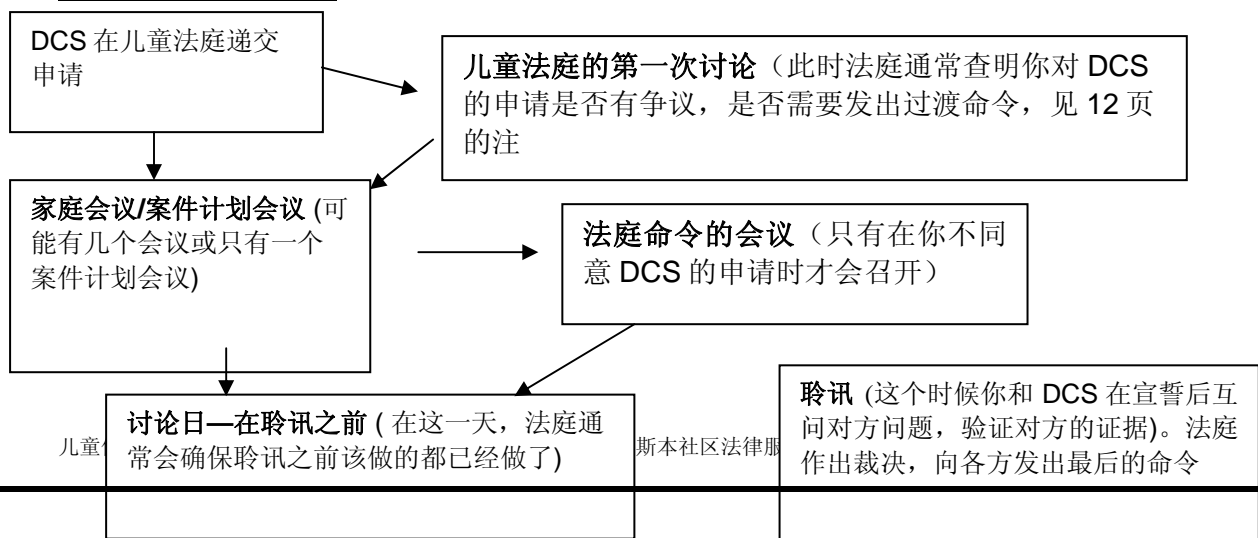 DCS 在儿童法庭递交
申请
儿童法庭的第一次讨论（此时法庭通常查明你对 DCS
的申请是否有争议，是否需要发出过渡命令，见 12 页
的注
家庭会议/案件计划会议 (可
能有几个会议或只有一个
案件计划会议)
法庭命令的会议（只有在你不同
意 DCS 的申请时才会召开）
讨论日—在聆讯之前 ( 在这一天，法庭通
常会确保聆讯之前该做的都已经做了)
聆讯 (这个时候你和 DCS 在宣誓后互
问对方问题，验证对方的证据)。法庭
作出裁决，向各方发出最后的命令
儿童
斯本社区法律服